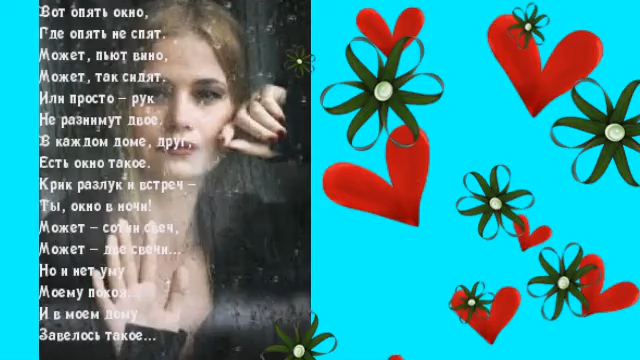 Вот опять окно,
Где опять не спят.
Может, пьют вино,
Может, так сидят.
Или просто – рук
Не разнимут двое.
В каждом доме, друг,
Есть окно такое.
Крик разлук и встреч –
Ты, окно в ночи!
Может – сотни свеч,
Может – две свечи...
Но и нет уму
Моему покоя...
И в моем дому
Завелось такое...